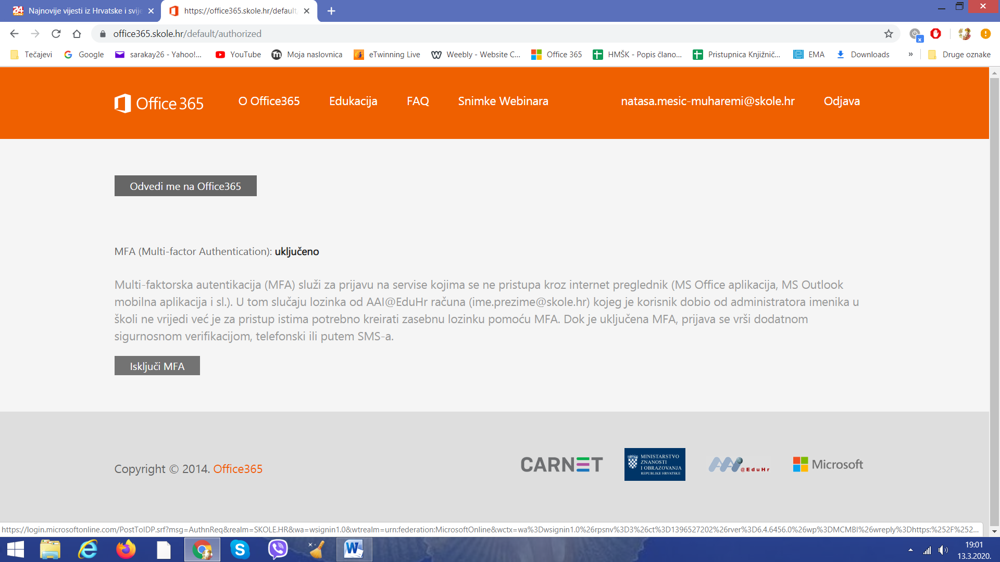 24 Najnovije vijesti iz Hrvatske i svije
https://office365.skole.hr/default
office365.skole.hr/default/authorized
Tečajevi Google sarakay26 - Yahoo!... YouTube Moja naslovnica eTwinning Live Weebly - Website C... Office 365 HMŠK - Popis člano... Pristupnica Knjižnič... EMA Downloads » Druge oznake
Office 365 O Office365 Edukacija FAQ Snimke Webinara natasa.mesic-muharemi@skole.hr Odjava
Odvedi me na Office365
MFA (Multi-factor Authentication): uključeno
Multi-faktorska autentikacija (MFA) služi za prijavu na servise kojima se ne pristupa kroz internet preglednik (MS Office aplikacija, MS Outlook
mobilna aplikacija i sl.). U tom slučaju lozinka od AAI@EduHr računa (ime.prezime@skole.hr) kojeg je korisnik dobio od administratora imenika u
školi ne vrijedi već je za pristup istima potrebno kreirati zasebnu lozinku pomoću MFA. Dok je uključena MFA, prijava se vrši dodatnom
sigurnosnom verifikacijom, telefonski ili putem SMS-a.
Isključi MFA
Copyright © 2014. Office365
CARNET
MINISTARSTVO
ZNANOSTI
I OBRAZOVANJA
REPUBLIKE HRVATSKE
AAI@EduHr
Microsoft
https://login.microsoftonline.com/PostToIDP.srf?msg=AuthnReq&realm=SKOLE.HR&wa=wsignin1.0&wtrealm=urn:federation:MicrosoftOnline&wctx=wa%3Dwsignin1.0%26rpsnv%3D3%26ct%3D1396527202%26rver%3D6.4.6456.0%26wp%3DMCMBI%26wreply%3Dhttps:%252F%252...
19:01
13.3.2020.